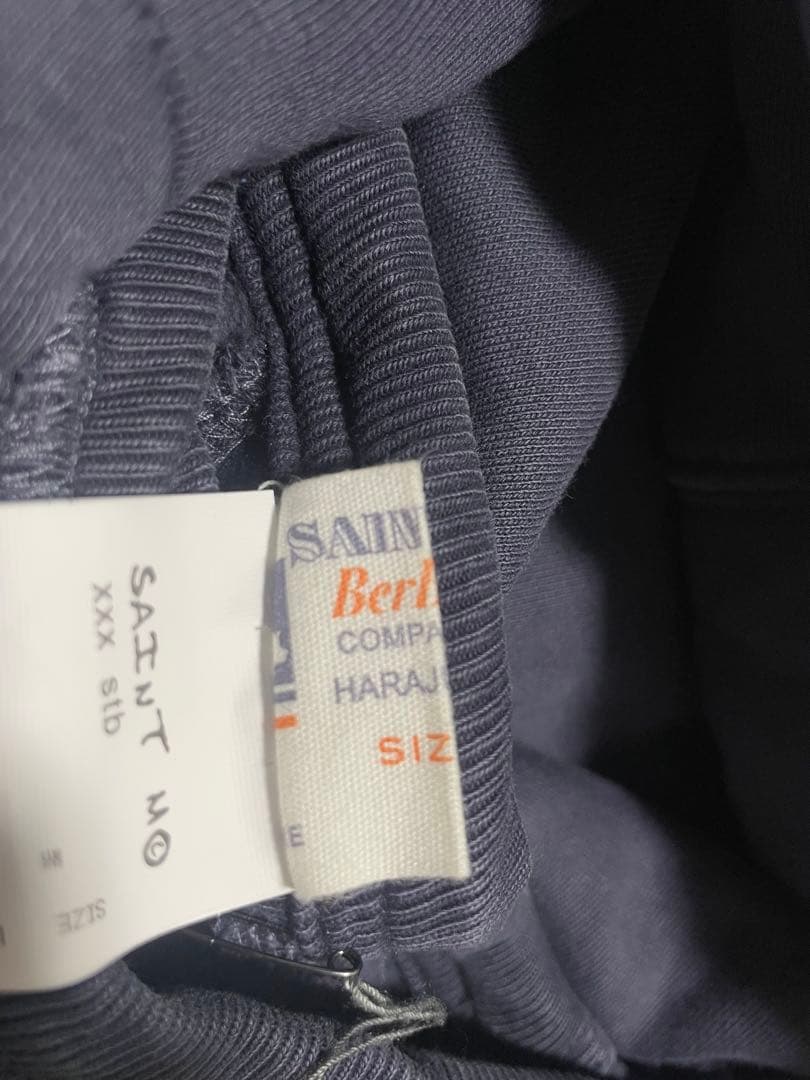 SAINT M©
xxx stb
SIZE
SAIN
Berl
COMPA
HARAJ
SIZ
E